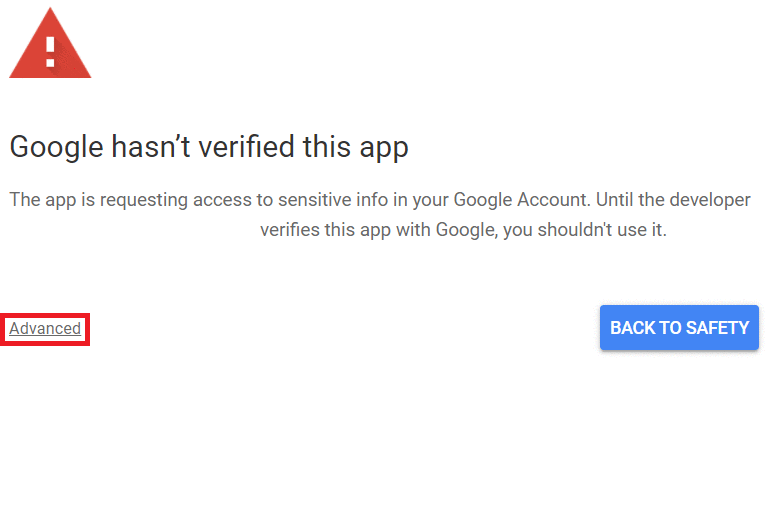 Google hasn’t verified this app
The app is requesting access to sensitive info in your Google Account. Until the developer
verifies this app with Google, you shouldn't use it.
Advanced
BACK TO SAFETY